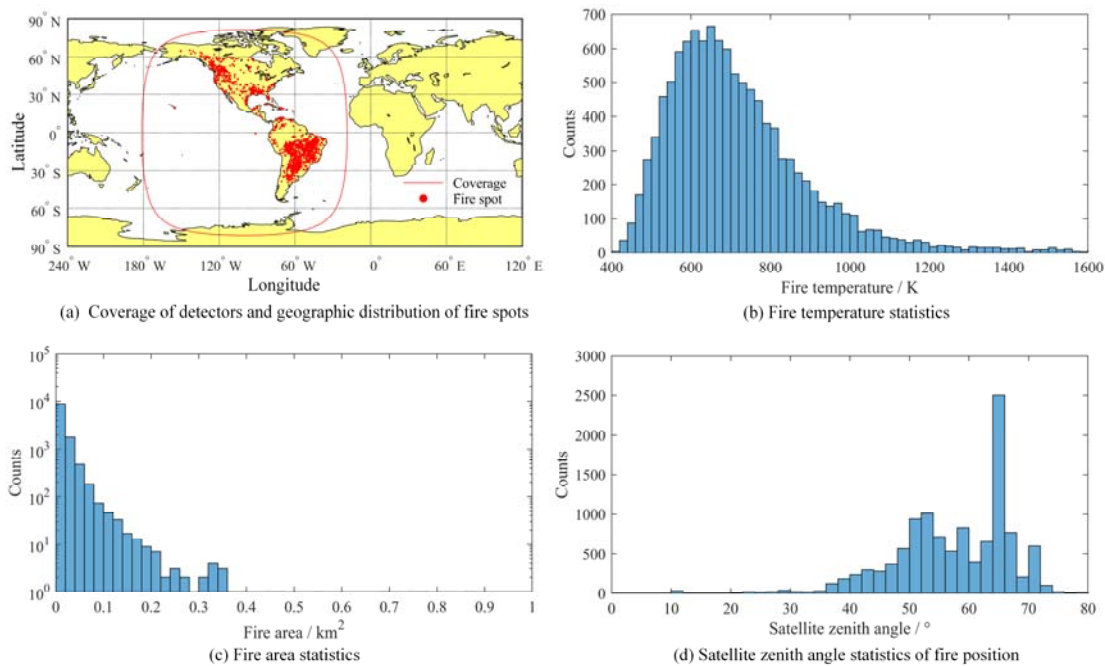 90° N
60° N
30° N
0°
30° S
60° S
90° S
Latitude
Coverage
Fire spot
240° W 180° W 120° W 60° W 0° 60° E 120° E
Longitude
(a) Coverage of detectors and geographic distribution of fire spots
700
600
500
400
300
200
100
0
Counts
400 600 800 1000 1200 1400 1600
Fire temperature / K
(b) Fire temperature statistics
10^5
10^4
10^3
10^2
10^1
10^0
Counts
0 0.1 0.2 0.3 0.4 0.5 0.6 0.7 0.8 0.9 1
Fire area / km^2
(c) Fire area statistics
3000
2500
2000
1500
1000
500
0
Counts
0 10 20 30 40 50 60 70 80
Satellite zenith angle / °
(d) Satellite zenith angle statistics of fire position